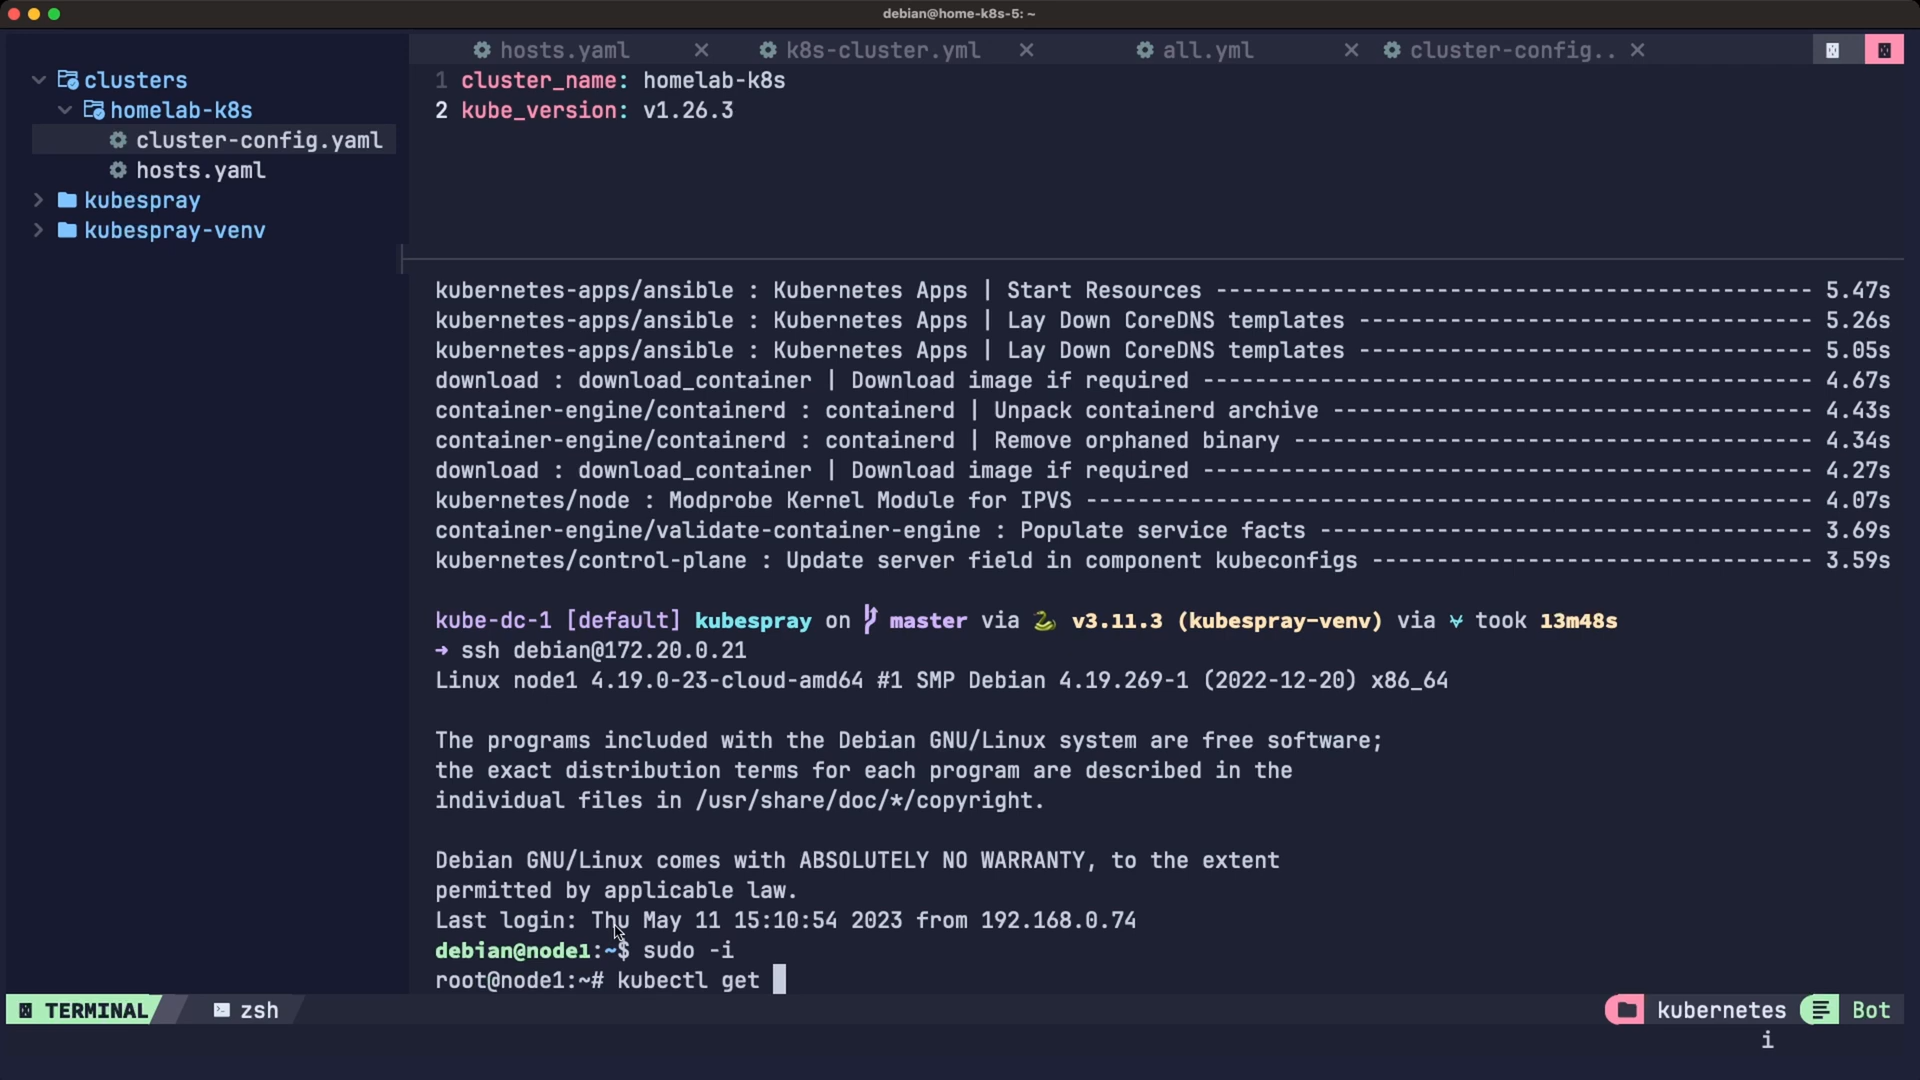 debian@home-k8s-5: ~
hosts.yaml
k8s-cluster.yml
all.yml
cluster-config..
clusters
homelab-k8s
cluster-config.yaml
hosts.yaml
kubespray
kubespray-venv
1 cluster_name: homelab-k8s
2 kube_version: v1.26.3
kubernetes-apps/ansible : Kubernetes Apps | Start Resources ---------------------------------------------- 5.47s
kubernetes-apps/ansible : Kubernetes Apps | Lay Down CoreDNS templates ----------------------------------- 5.26s
kubernetes-apps/ansible : Kubernetes Apps | Lay Down CoreDNS templates ----------------------------------- 5.05s
download : download_container | Download image if required ----------------------------------------------- 4.67s
container-engine/containerd : containerd | Unpack containerd archive ------------------------------------- 4.43s
container-engine/containerd : containerd | Remove orphaned binary ---------------------------------------- 4.34s
download : download_container | Download image if required ----------------------------------------------- 4.27s
kubernetes/node : Modprobe Kernel Module for IPVS -------------------------------------------------------- 4.07s
container-engine/validate-container-engine : Populate service facts -------------------------------------- 3.69s
kubernetes/control-plane : Update server field in component kubeconfigs ---------------------------------- 3.59s
kube-dc-1 [default] kubespray on master via 🐍 v3.11.3 (kubespray-venv) via took 13m48s
➜ ssh debian@172.20.0.21
Linux node1 4.19.0-23-cloud-amd64 #1 SMP Debian 4.19.269-1 (2022-12-20) x86_64
The programs included with the Debian GNU/Linux system are free software;
the exact distribution terms for each program are described in the
individual files in /usr/share/doc/*/copyright.
Debian GNU/Linux comes with ABSOLUTELY NO WARRANTY, to the extent
permitted by applicable law.
Last login: Thu May 11 15:10:54 2023 from 192.168.0.74
debian@node1:~$ sudo -i
root@node1:~# kubectl get
TERMINAL
zsh
kubernetes
Bot
i